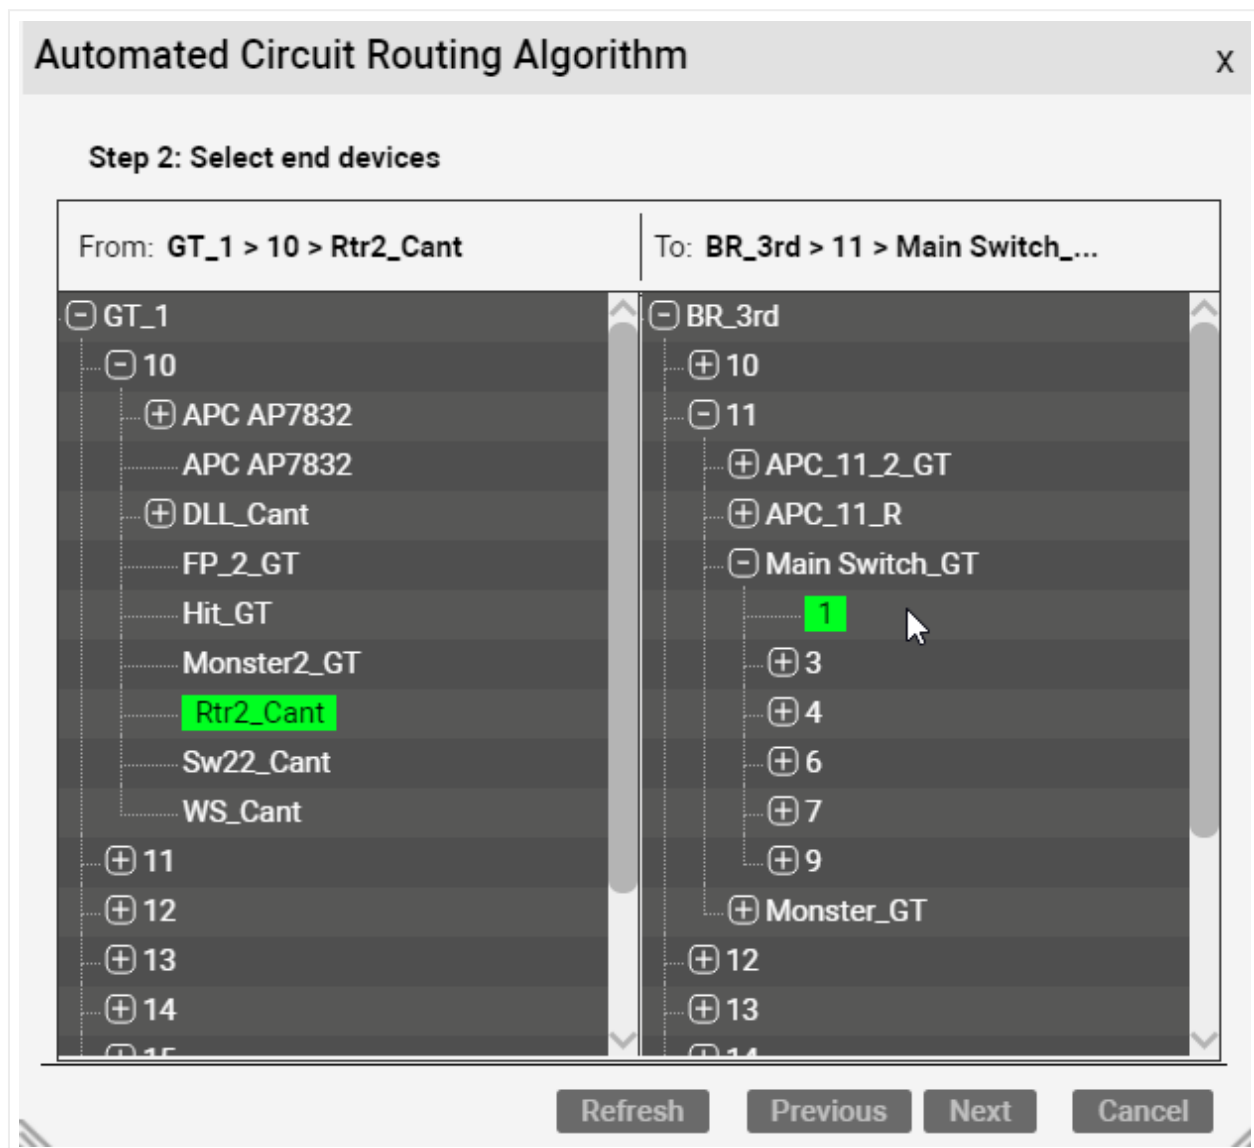 Automated Circuit Routing Algorithm X
Step 2: Select end devices
From: GT_1 > 10 > Rtr2_Cant
To: BR_3rd > 11 > Main Switch_...
GT_1
10
APC AP7832
APC AP7832
DLL_Cant
FP_2_GT
Hit_GT
Monster2_GT
Rtr2_Cant
Sw22_Cant
WS_Cant
11
12
13
14
BR_3rd
10
11
APC_11_2_GT
APC_11_R
Main Switch_GT
1
3
4
6
7
9
Monster_GT
12
13
Refresh Previous Next Cancel